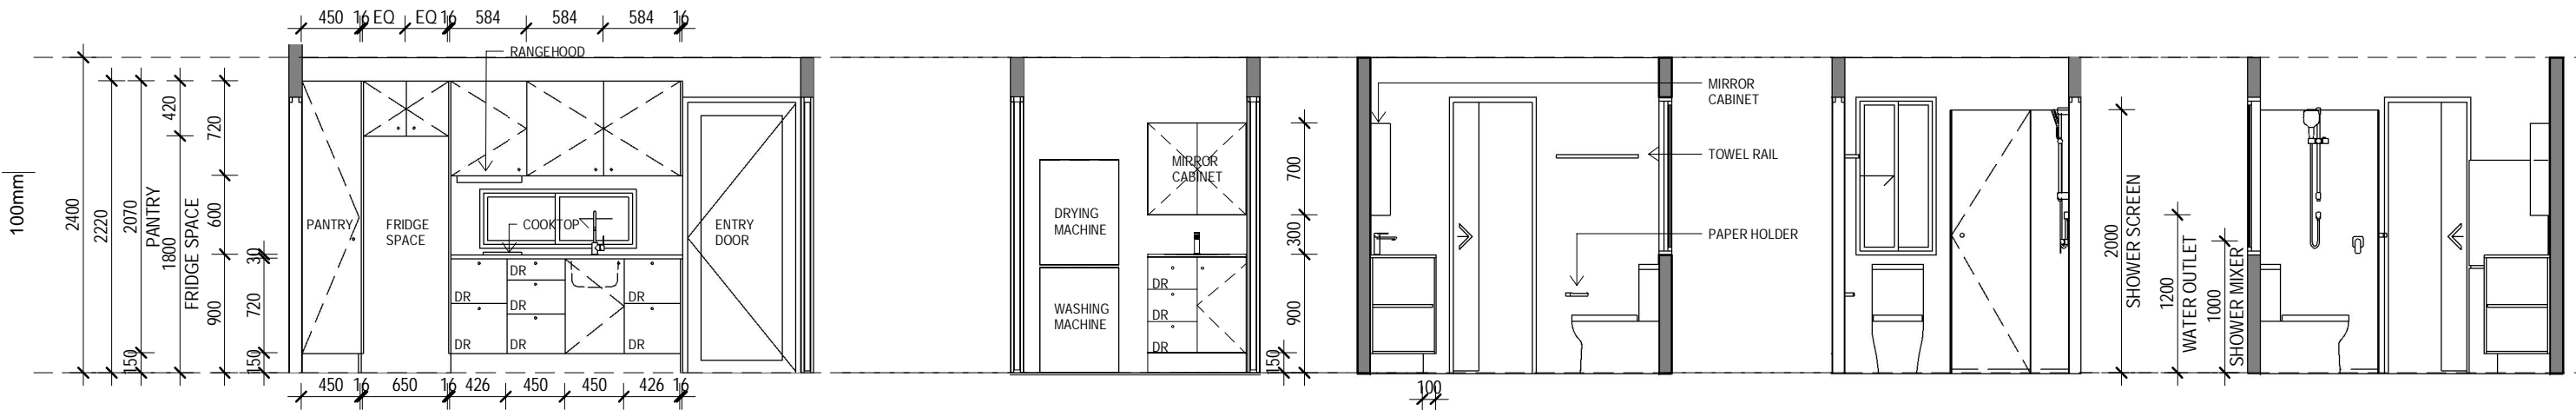 450 16 EQ EQ 16 584 584 584 16
RANGEHOOD
100mm
2400
2220
2070
PANTRY
150
420
1800
FRIDGE SPACE
720
600
900
30
720
150
PANTRY
FRIDGE
SPACE
COOKTOP
ENTRY
DOOR
DR
DR
DR
DR
DR
DR
DR
450 16 650 16 426 450 450 426 16
DRYING
MACHINE
WASHING
MACHINE
MIRROR
CABINET
DR
DR
DR
700
300
900
150
100
MIRROR
CABINET
TOWEL RAIL
PAPER HOLDER
2000
SHOWER SCREEN
1200
WATER OUTLET
1000
SHOWER MIXER